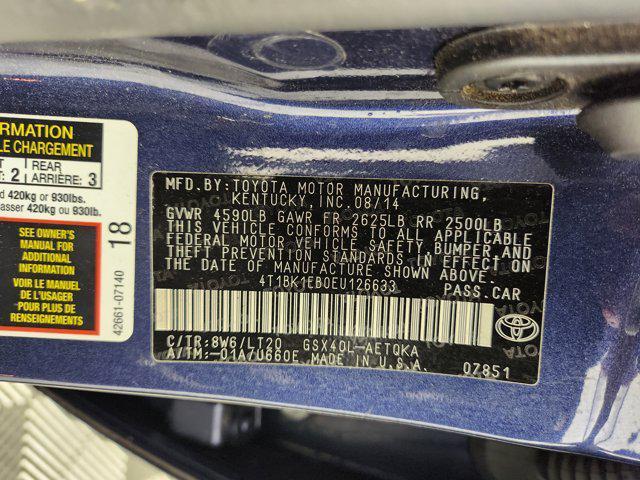 ORMATION
LE CHARGEMENT
2 REAR
ARRIÈRE: 3
d 420kg or 930lbs.
asser 420kg ou 930lb.
SEE OWNER'S
MANUAL FOR
ADDITIONAL
INFORMATION
VOIR LE MANUEL
DE L'USAGER
POUR PLUS DE
RENSEIGNEMENTS
18
42661-07140
MFD.BY: TOYOTA MOTOR MANUFACTURING,
KENTUCKY, INC. 08/14
GVWR 4590LB GAWR FR 2625LB RR 2500LB
THIS VEHICLE CONFORMS TO ALL APPLICABLE
FEDERAL MOTOR VEHICLE SAFETY, BUMPER, AND
THEFT PREVENTION STANDARDS IN EFFECT ON
THE DATE OF MANUFACTURE SHOWN ABOVE.
4T1BK1EB0EU126633 PASS.CAR
C/TR: 8W6/LT20 GSX40L-AETQKA
A/TM:-01A/U660E MADE IN U.S.A. 0Z851
TOYOTA